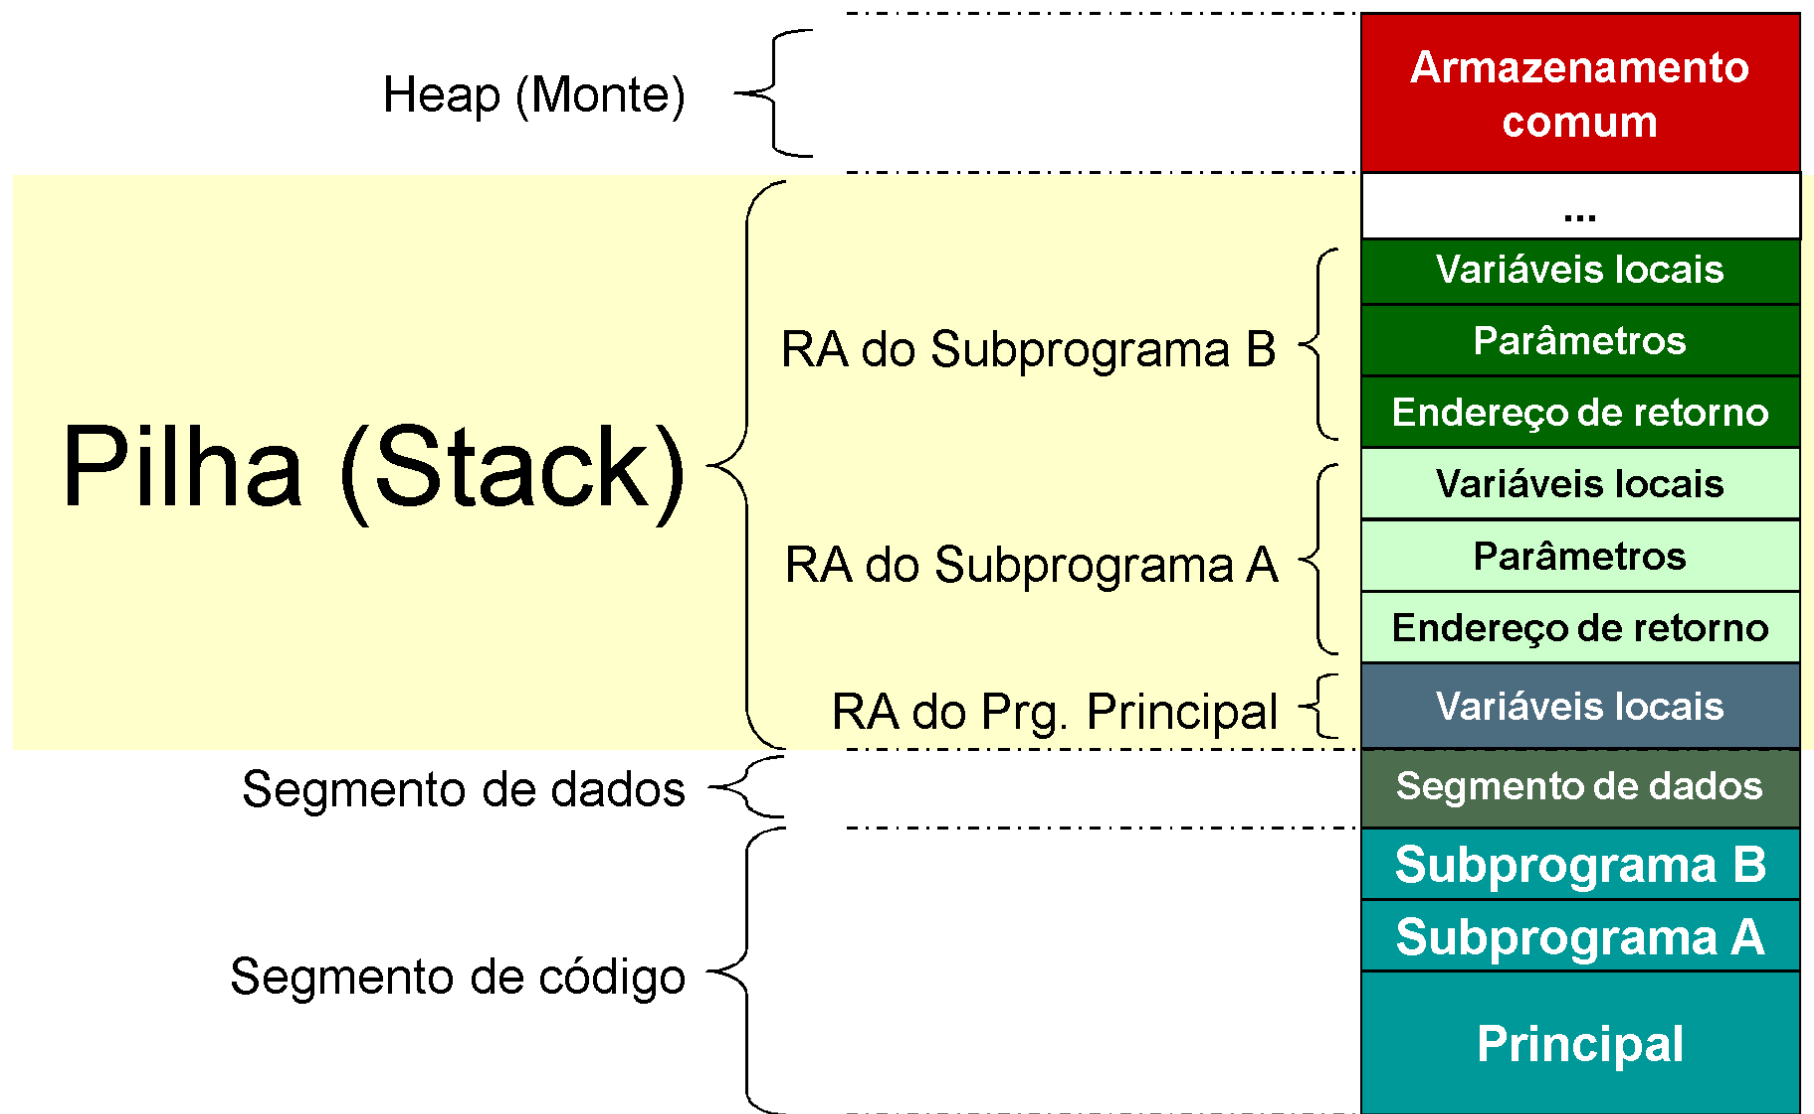 Heap (Monte)
Armazenamento
comum
...
Variáveis locais
RA do Subprograma B
Parâmetros
Endereço de retorno
Pilha (Stack)
Variáveis locais
RA do Subprograma A
Parâmetros
Endereço de retorno
RA do Prg. Principal
Variáveis locais
Segmento de dados
Segmento de dados
Subprograma B
Subprograma A
Segmento de código
Principal